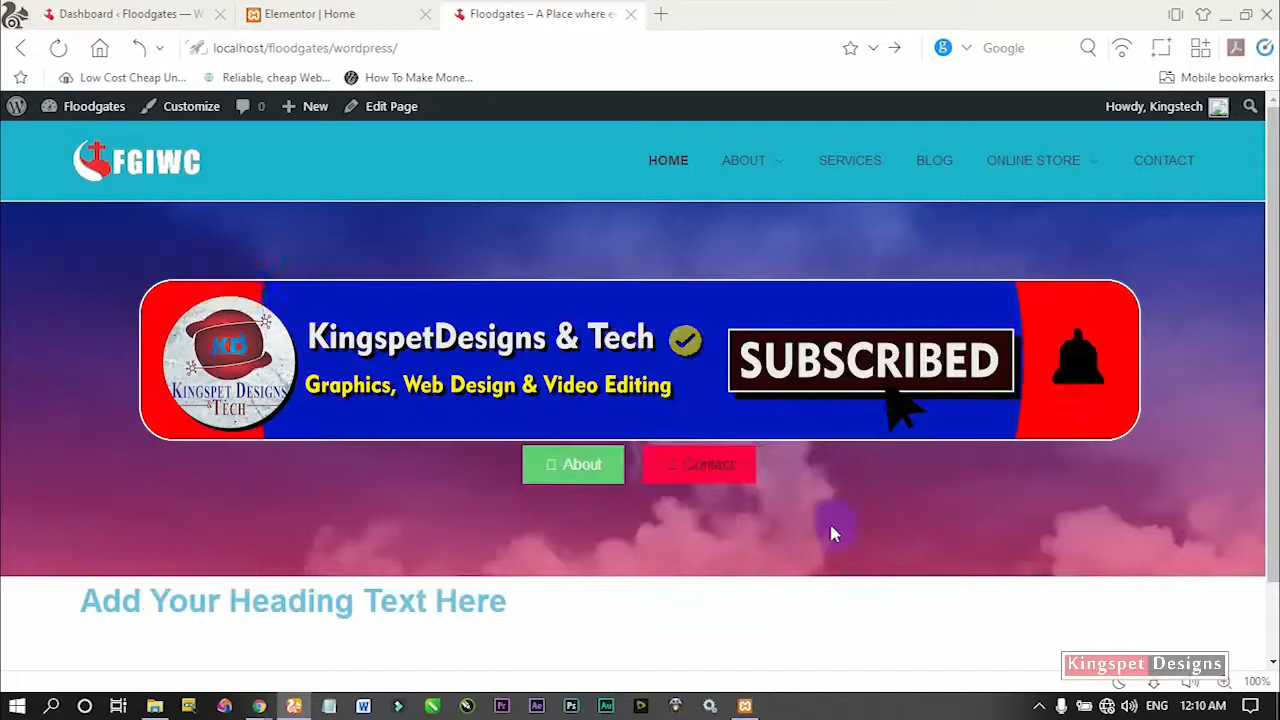 Dashboard < Floodgates — W
Elementor | Home
Floodgates – A Place where e
localhost/floodgates/wordpress/
Google
Low Cost Cheap Un...
Reliable, cheap Web...
How To Make Mone...
Mobile bookmarks
Floodgates
Customize
0
New
Edit Page
Howdy, Kingstech
FGIWC
HOME
ABOUT
SERVICES
BLOG
ONLINE STORE
CONTACT
KD
KINGSPET DESIGNS
&TECH
KingspetDesigns & Tech
Graphics, Web Design & Video Editing
SUBSCRIBED
About
Contact
Add Your Heading Text Here
Kingspet Designs
100%
ENG
12:10 AM